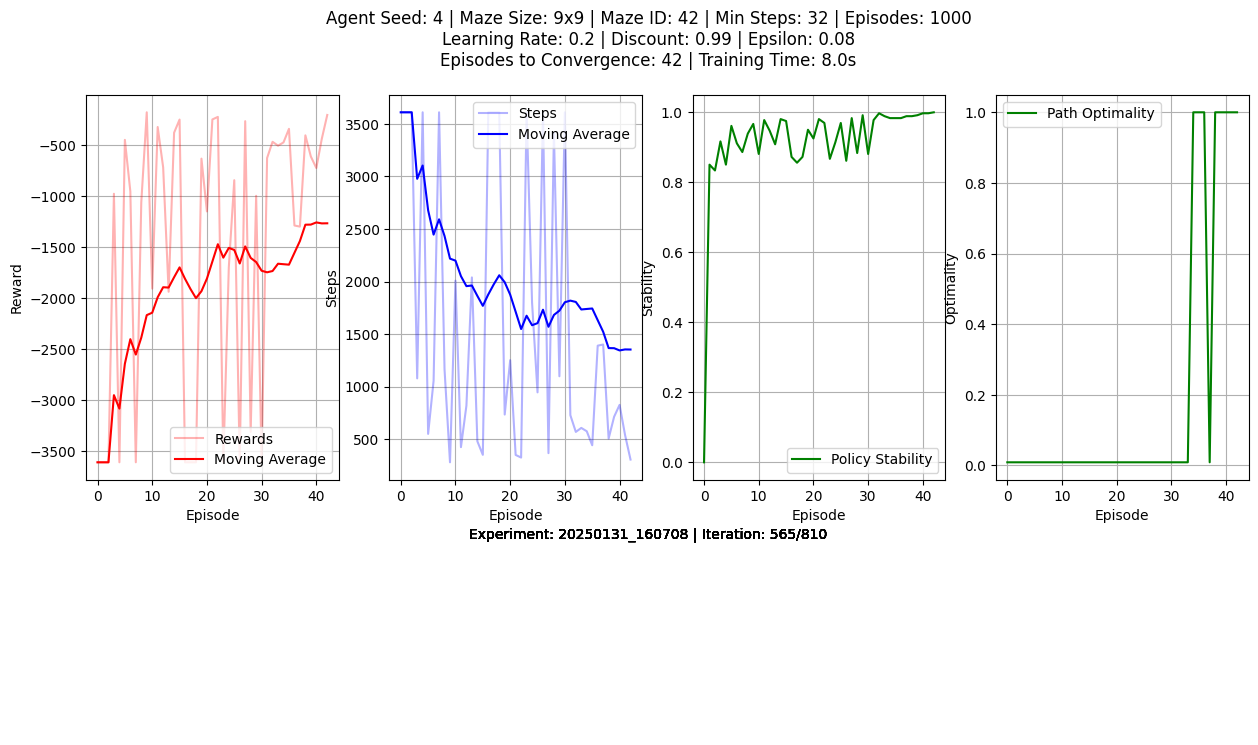 Agent Seed: 4 | Maze Size: 9x9 | Maze ID: 42 | Min Steps: 32 | Episodes: 1000
Learning Rate: 0.2 | Discount: 0.99 | Epsilon: 0.08
Episodes to Convergence: 42 | Training Time: 8.0s
Reward
−500
−1000
−1500
−2000
−2500
−3000
−3500
Rewards
Moving Average
0 10 20 30 40
Episode
Steps
3500
3000
2500
2000
1500
1000
500
Steps
Moving Average
0 10 20 30 40
Episode
Stability
1.0
0.8
0.6
0.4
0.2
0.0
Policy Stability
0 10 20 30 40
Episode
Optimality
1.0
0.8
0.6
0.4
0.2
0.0
Path Optimality
0 10 20 30 40
Episode
Experiment: 20250131_160708 | Iteration: 565/810